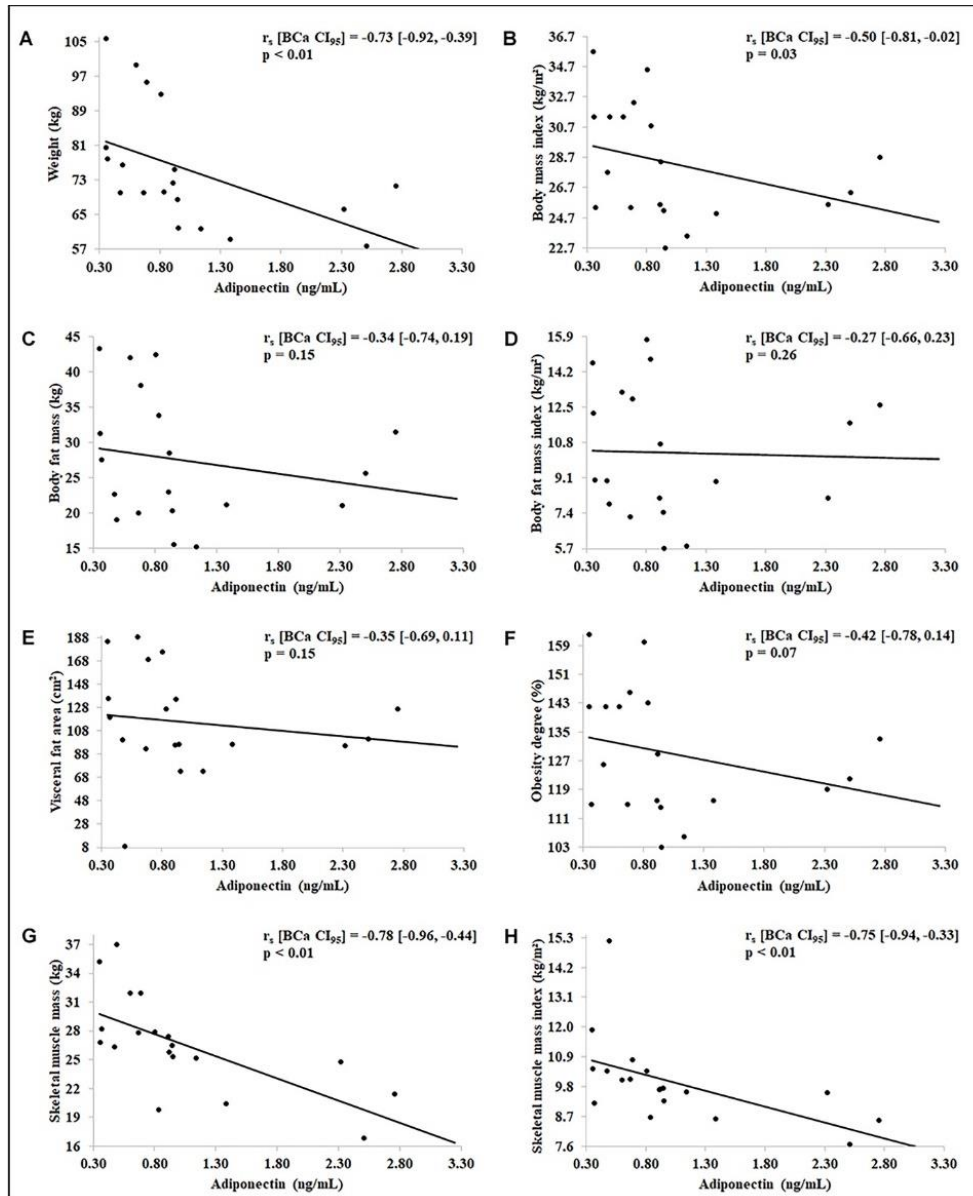 A
r_s [BCa CI_95] = -0.73 [-0.92, -0.39]
p < 0.01
Weight (kg)
105
97
89
81
73
65
57
0.30 0.80 1.30 1.80 2.30 2.80 3.30
Adiponectin (ng/mL)
B
r_s [BCa CI_95] = -0.50 [-0.81, -0.02]
p = 0.03
Body mass index (kg/m²)
36.7
34.7
32.7
30.7
28.7
26.7
24.7
22.7
0.30 0.80 1.30 1.80 2.30 2.80 3.30
Adiponectin (ng/mL)
C
r_s [BCa CI_95] = -0.34 [-0.74, 0.19]
p = 0.15
Body fat mass (kg)
45
40
35
30
25
20
15
0.30 0.80 1.30 1.80 2.30 2.80 3.30
Adiponectin (ng/mL)
D
r_s [BCa CI_95] = -0.27 [-0.66, 0.23]
p = 0.26
Body fat mass index (kg/m²)
15.9
14.2
12.5
10.8
9.1
7.4
5.7
0.30 0.80 1.30 1.80 2.30 2.80 3.30
Adiponectin (ng/mL)
E
r_s [BCa CI_95] = -0.35 [-0.69, 0.11]
p = 0.15
Visceral fat area (cm²)
188
168
148
128
108
88
68
48
28
8
0.30 0.80 1.30 1.80 2.30 2.80 3.30
Adiponectin (ng/mL)
F
r_s [BCa CI_95] = -0.42 [-0.78, 0.14]
p = 0.07
Obesity degree (%)
159
151
143
135
127
119
111
103
0.30 0.80 1.30 1.80 2.30 2.80 3.30
Adiponectin (ng/mL)
G
r_s [BCa CI_95] = -0.78 [-0.96, -0.44]
p < 0.01
Skeletal muscle mass (kg)
37
34
31
28
25
22
19
16
0.30 0.80 1.30 1.80 2.30 2.80 3.30
Adiponectin (ng/mL)
H
r_s [BCa CI_95] = -0.75 [-0.94, -0.33]
p < 0.01
Skeletal muscle mass index (kg/m²)
15.3
14.2
13.1
12.0
10.9
9.8
8.7
7.6
0.30 0.80 1.30 1.80 2.30 2.80 3.30
Adiponectin (ng/mL)